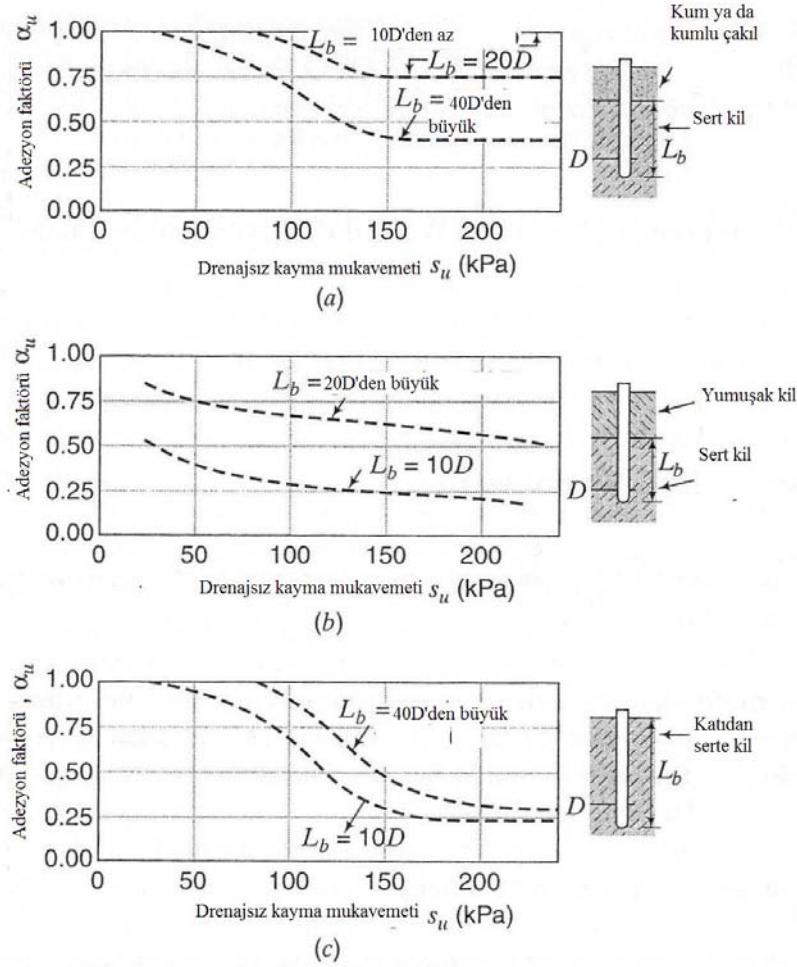 Adezyon faktörü α_u
1.00
0.75
0.50
0.25
0.00
L_b = 10D'den az
L_b = 20D
L_b = 40D'den
büyük
0
50
100
150
200
Drenajsız kayma mukavemeti s_u (kPa)
(a)
Kum ya da
kumlu çakıl
Sert kil
D
L_b
Adezyon faktörü α_u
1.00
0.75
0.50
0.25
0.00
L_b = 20D'den büyük
L_b = 10D
0
50
100
150
200
Drenajsız kayma mukavemeti s_u (kPa)
(b)
Yumuşak kil
L_b
Sert kil
D
Adezyon faktörü , α_u
1.00
0.75
0.50
0.25
0.00
L_b = 40D'den büyük
L_b = 10D
0
50
100
150
200
Drenajsız kayma mukavemeti s_u (kPa)
(c)
Katıdan
serte kil
L_b
D